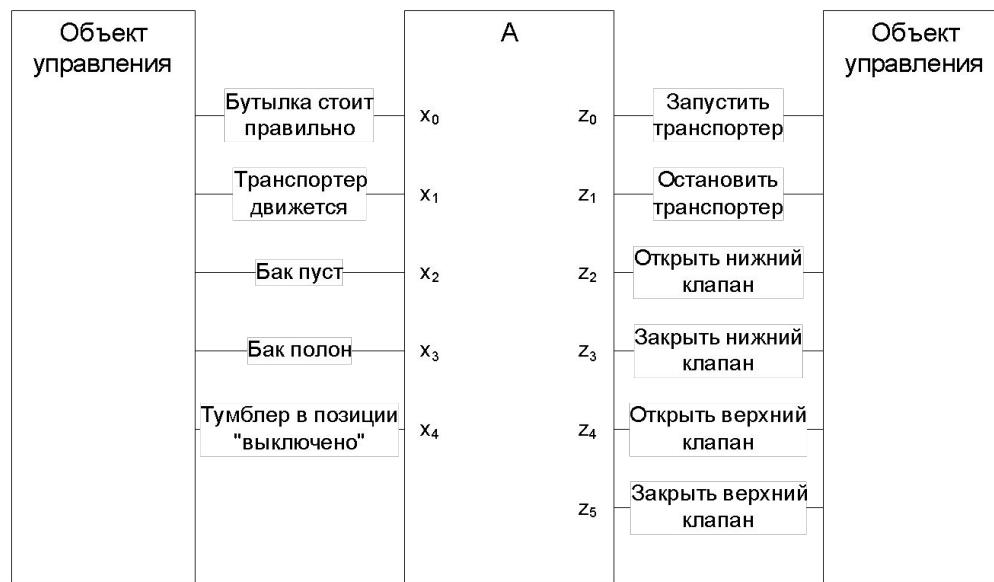 Объект
управления
A
Объект
управления
Бутылка стоит
правильно
x₀
z₀
Запустить
транспортер
Транспортер
движется
x₁
z₁
Остановить
транспортер
Бак пуст
x₂
z₂
Открыть нижний
клапан
Бак полон
x₃
z₃
Закрыть нижний
клапан
Тумблер в позиции
"выключено"
x₄
z₄
Открыть верхний
клапан
z₅
Закрыть верхний
клапан